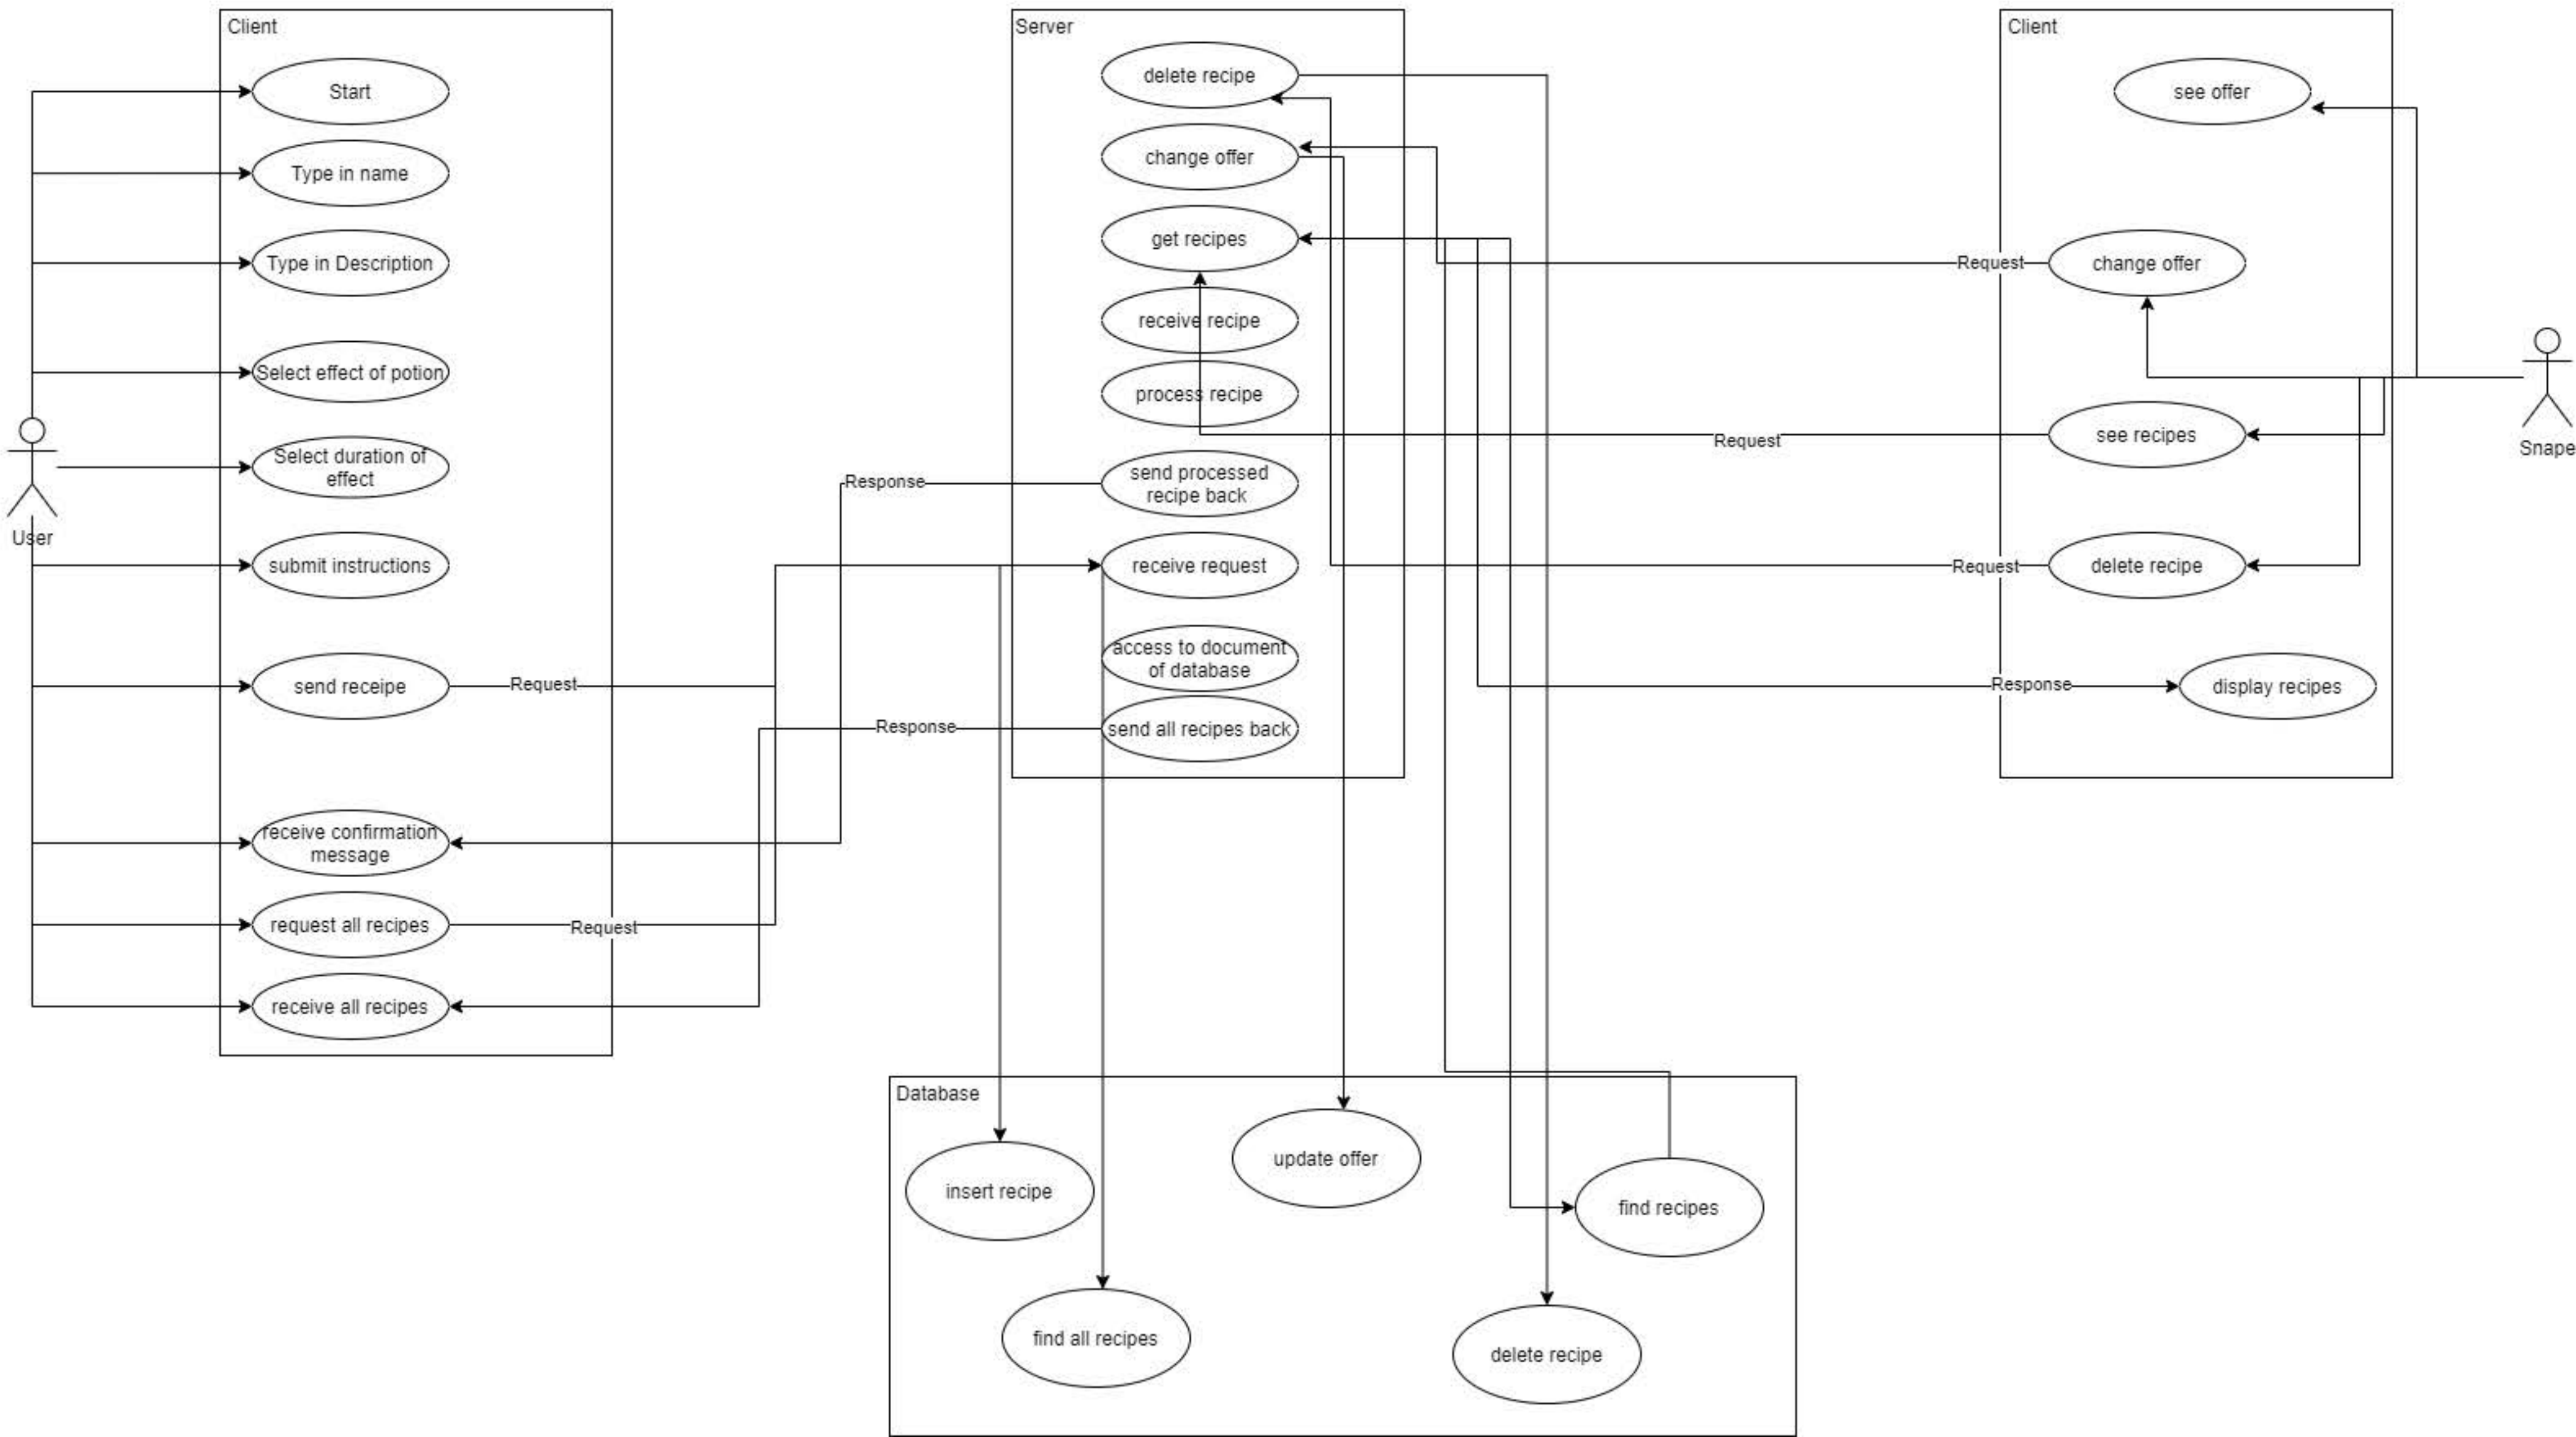 Client
Start
Type in name
Type in Description
Select effect of potion
Select duration of
effect
User
submit instructions
send receipe
Request
receive confirmation
message
request all recipes
Request
receive all recipes
Server
delete recipe
change offer
get recipes
receive recipe
process recipe
send processed
recipe back
Response
receive request
access to document
of database
send all recipes back
Response
Client
see offer
change offer
Request
see recipes
Request
Snape
delete recipe
Request
display recipes
Response
Database
insert recipe
update offer
find recipes
find all recipes
delete recipe